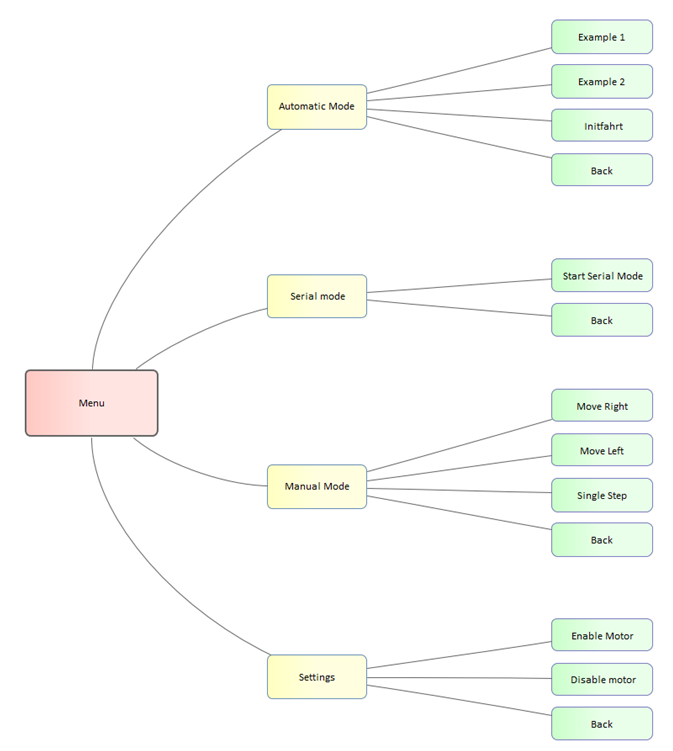 Menu
Automatic Mode
Example 1
Example 2
Initfahrt
Back
Serial mode
Start Serial Mode
Back
Manual Mode
Move Right
Move Left
Single Step
Back
Settings
Enable Motor
Disable motor
Back